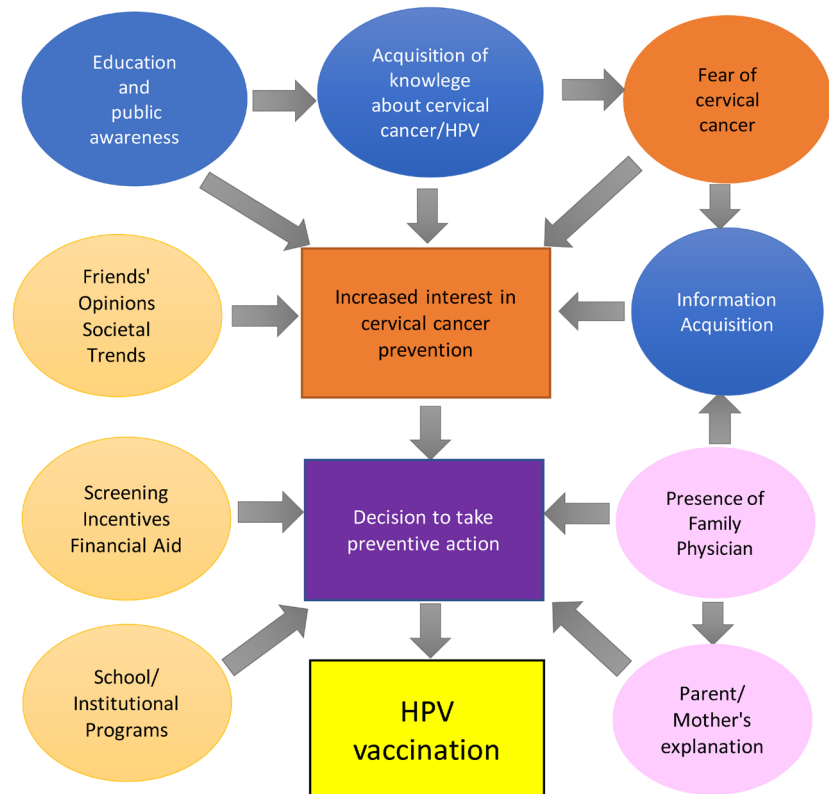 Education
and
public
awareness
Acquisition of
knowlege
about cervical
cancer/HPV
Fear of
cervical
cancer
Friends'
Opinions
Societal
Trends
Increased interest in
cervical cancer
prevention
Information
Acquisition
Screening
Incentives
Financial Aid
Decision to take
preventive action
Presence of
Family
Physician
School/
Institutional
Programs
HPV
vaccination
Parent/
Mother's
explanation